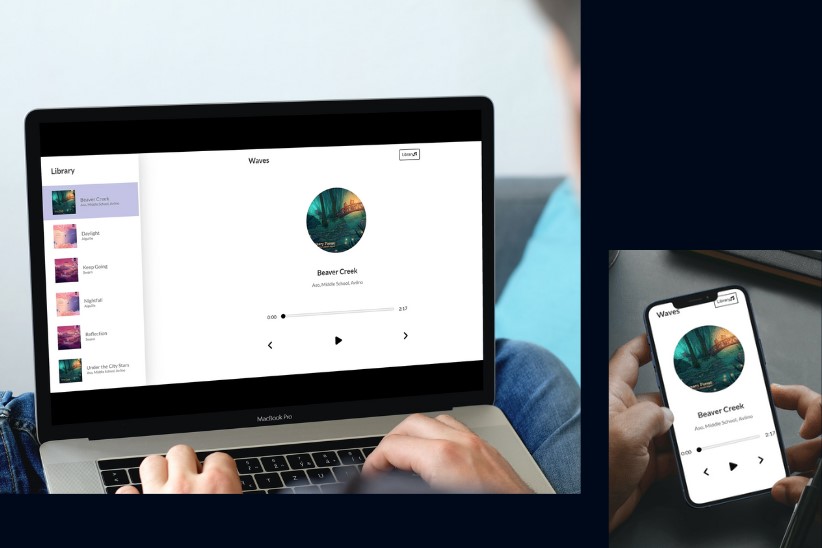 Library
Beaver Creek
Aso, Middle School, Aviino
Daylight
Aiguille
Keep Going
Swørn
Nightfall
Aiguille
Reflection
Swørn
Under the City Stars
Aso, Middle School, Aviino
Waves
Library
Beaver Creek
Aso, Middle School, Aviino
0:00
2:17
MacBook Pro
Waves
Library
Beaver Creek
Aso, Middle School, Aviino
0:00
2:17